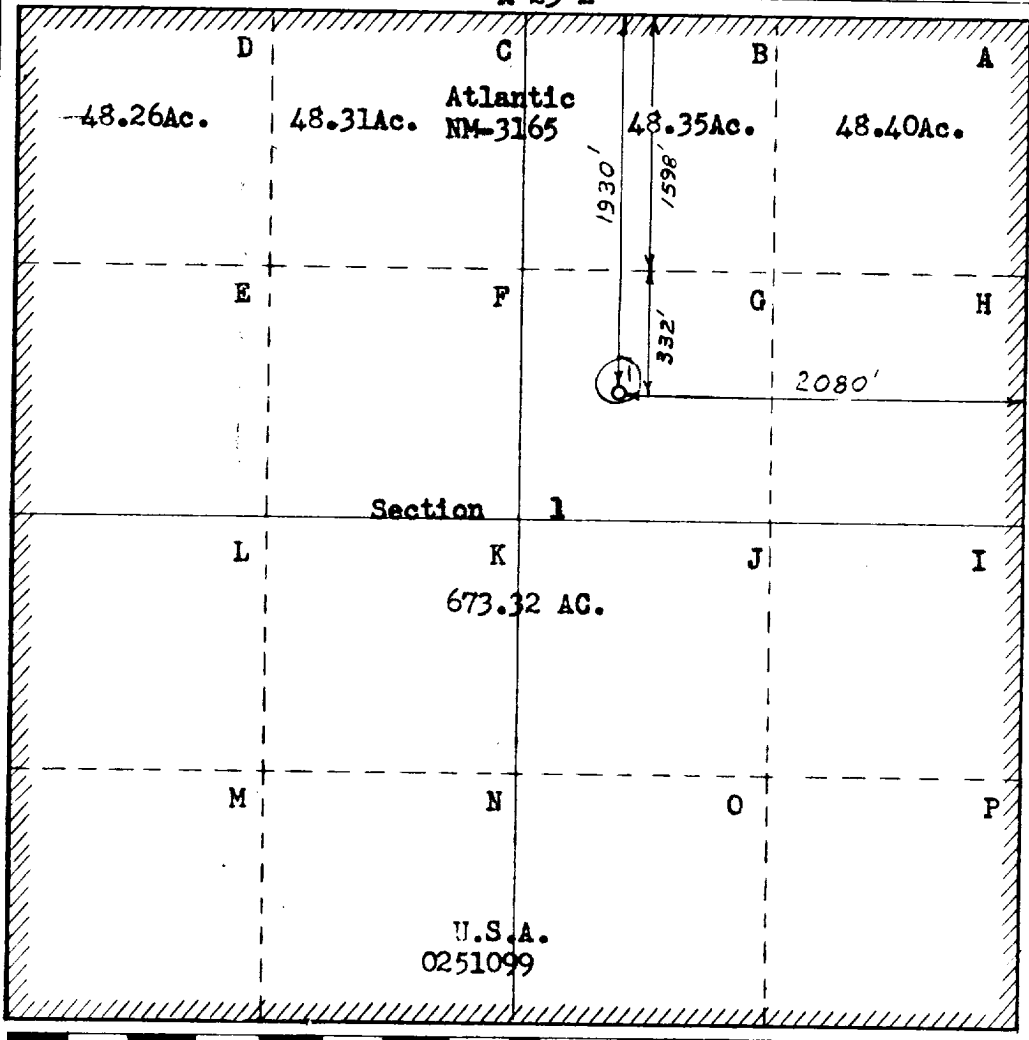 D C B A
48.26Ac. 48.31Ac. Atlantic
NM-3165 48.35Ac. 48.40Ac.
1930' 1598'
E F G H
332'
1
2080'
Section 1
L K J I
673.32 AC.
M N O P
U.S.A.
0251099